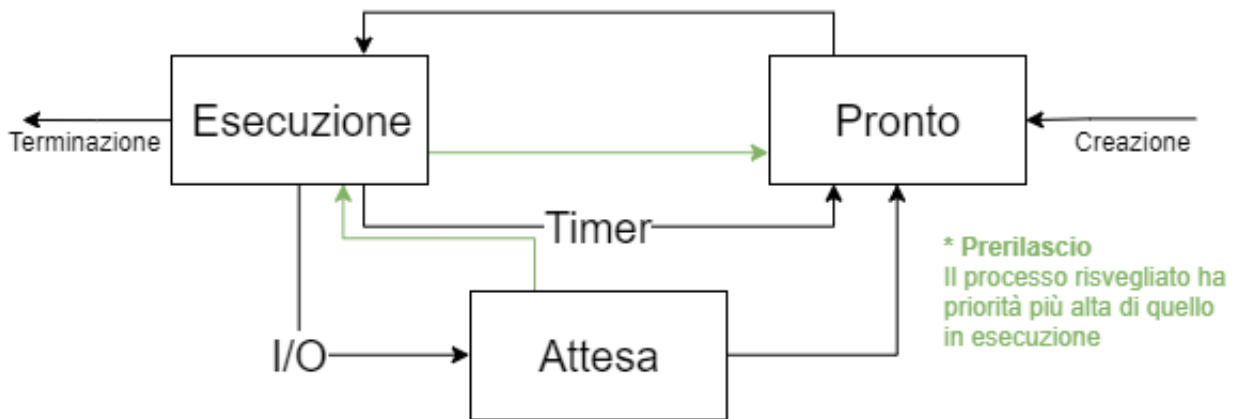 Esecuzione
Pronto
Terminazione
Creazione
Timer
* Prerilascio
Il processo risvegliato ha
priorità più alta di quello
in esecuzione
I/O
Attesa